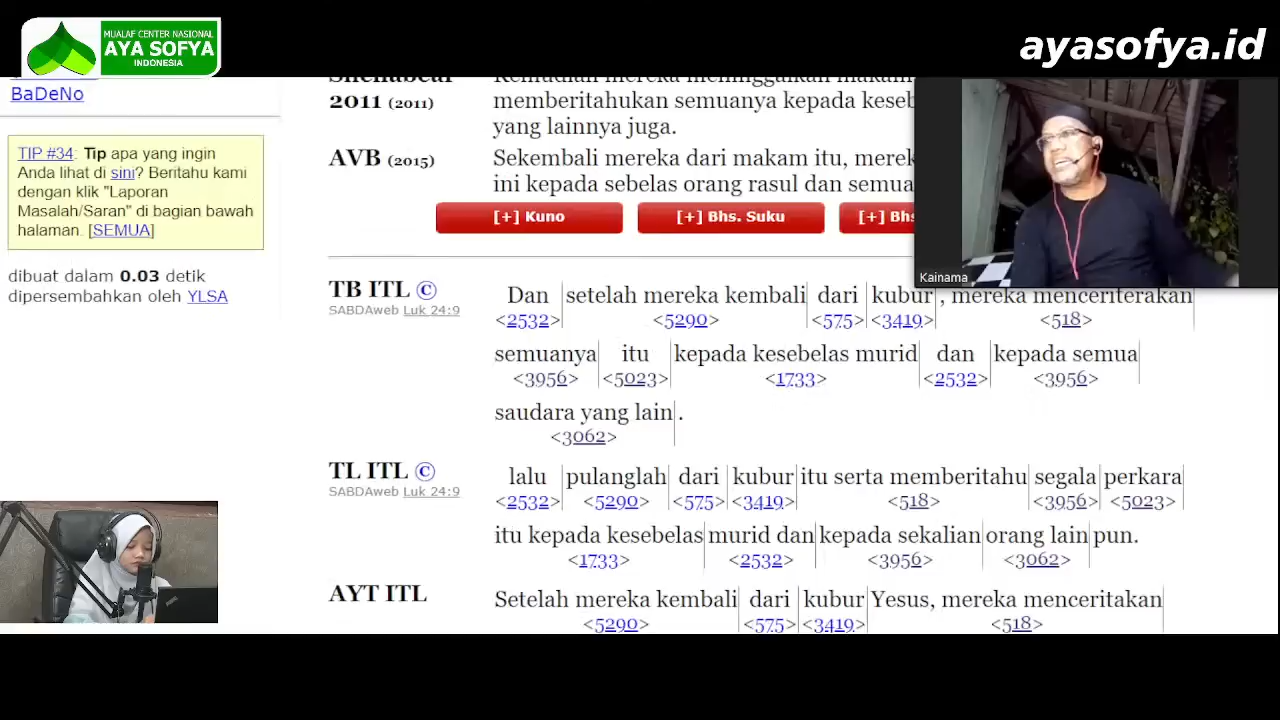 MUALAF CENTER NASIONAL
AYA SOFYA
INDONESIA
ayasofya.id
BaDeNo
TIP #34: Tip apa yang ingin
Anda lihat di sini? Beritahu kami
dengan klik "Laporan
Masalah/Saran" di bagian bawah
halaman. [SEMUA]
dibuat dalam 0.03 detik
dipersembahkan oleh YLSA
Shellabear
2011 (2011)
Kemudian mereka meninggalkan makam
memberitahukan semuanya kepada
yang lainnya juga.
AVB (2015)
Sekembali mereka dari makam itu,
ini kepada sebelas orang rasul dan
[+] Kuno
[+] Bhs. Suku
[+]
Kainama
TB ITL ©
SABDAweb Luk 24:9
Dan setelah mereka kembali dari kubur , mereka menceriterakan
<2532> <5290> <575> <3419> <518>
semuanya itu kepada kesebelas murid dan kepada semua
<3956> <5023> <1733> <2532> <3956>
saudara yang lain .
<3062>
TL ITL ©
SABDAweb Luk 24:9
lalu pulanglah dari kubur itu serta memberitahu segala perkara
<2532> <5290> <575> <3419> <518> <3956> <5023>
itu kepada kesebelas murid dan kepada sekalian orang lain pun.
<1733> <2532> <3956> <3062>
AYT ITL
Setelah mereka kembali dari kubur Yesus, mereka menceritakan
<5290> <575> <3419> <518>